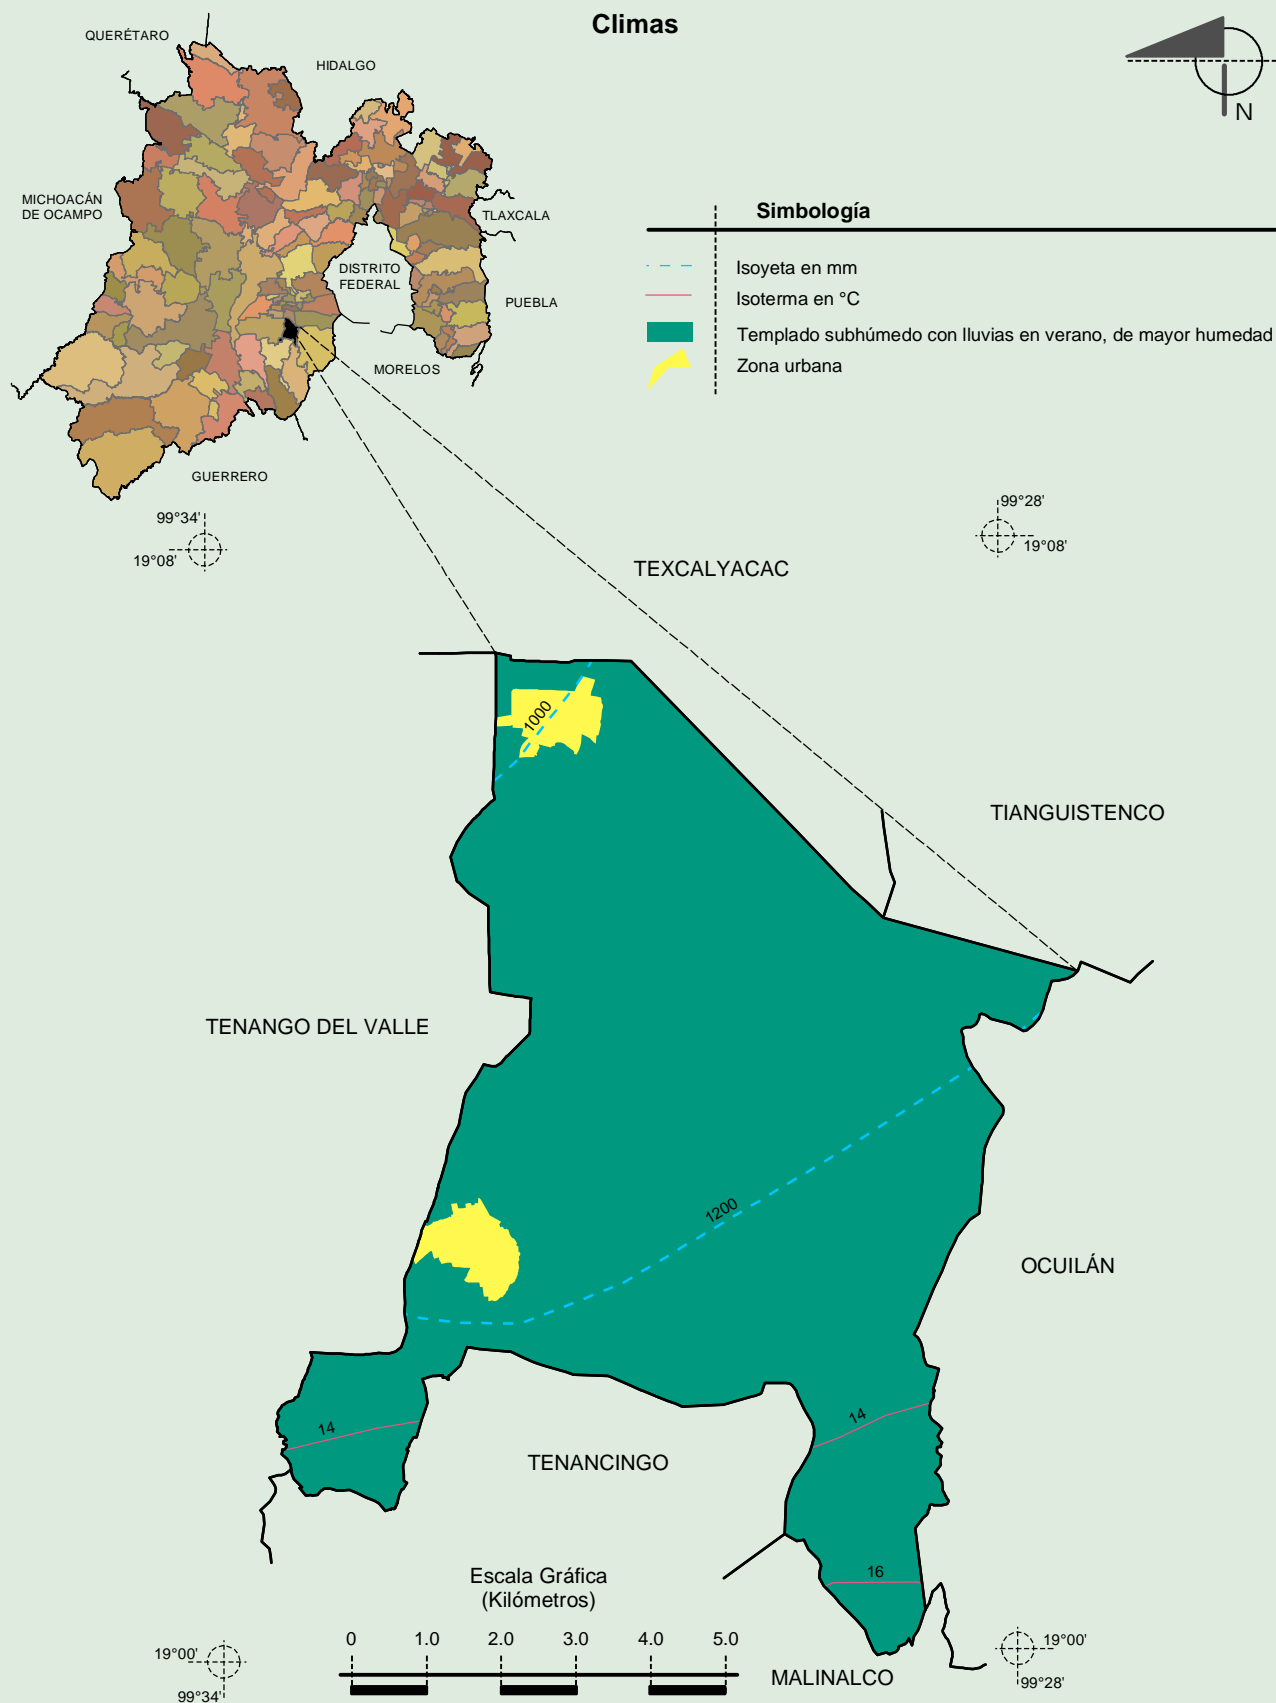 Climas
QUERÉTARO
HIDALGO
MICHOACÁN
DE OCAMPO
TLAXCALA
DISTRITO
FEDERAL
PUEBLA
MORELOS
GUERRERO
N
Simbología
Isoyeta en mm
Isoterma en °C
Templado subhúmedo con lluvias en verano, de mayor humedad
Zona urbana
99°34'
19°08'
99°28'
19°08'
TEXCALYACAC
1000
TIANGUISTENCO
TENANGO DEL VALLE
1200
OCUILÁN
14
14
TENANCINGO
16
Escala Gráfica
(Kilómetros)
0 1.0 2.0 3.0 4.0 5.0
MALINALCO
19°00'
99°34'
19°00'
99°28'